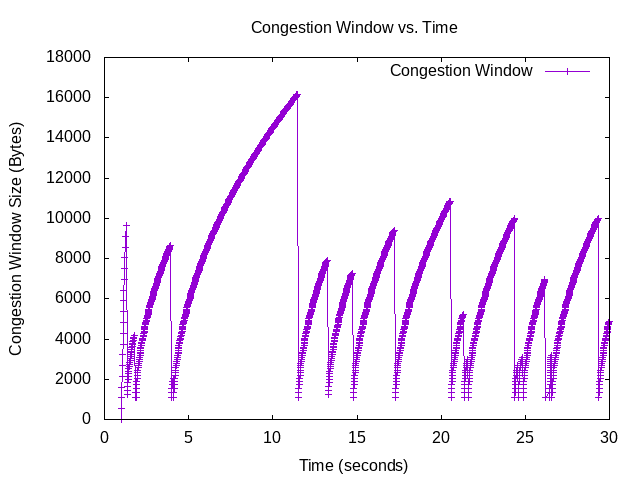 Congestion Window vs. Time
Congestion Window
Congestion Window Size (Bytes)
18000
16000
14000
12000
10000
8000
6000
4000
2000
0
0 5 10 15 20 25 30
Time (seconds)